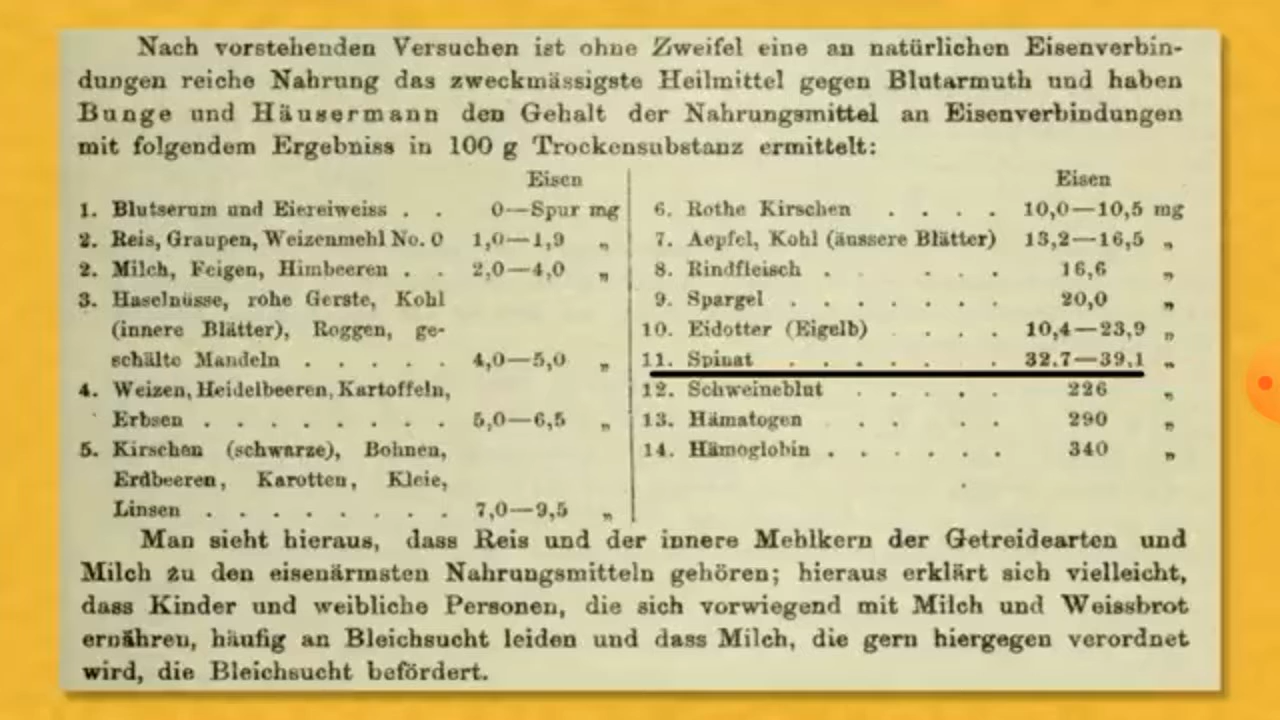 Nach vorstehenden Versuchen ist ohne Zweifel eine an natürlichen Eisenverbin-
dungen reiche Nahrung das zweckmässigste Heilmittel gegen Blutarmuth und haben
Bunge und Häusermann den Gehalt der Nahrungsmittel an Eisenverbindungen
mit folgendem Ergebniss in 100 g Trockensubstanz ermittelt:
Eisen
1. Blutserum und Eiereiweiss . . 0—Spur mg
2. Reis, Graupen, Weizenmehl No. 0 1,0—1,9 „
2. Milch, Feigen, Himbeeren . . 2,0—4,0 „
3. Haselnüsse, rohe Gerste, Kohl
(innere Blätter), Roggen, ge-
schälte Mandeln . . . . . 4,0—5,0 „
4. Weizen, Heidelbeeren, Kartoffeln,
Erbsen . . . . . . . . 5,0—6,5 „
5. Kirschen (schwarze), Bohnen,
Erdbeeren, Karotten, Kleie,
Linsen . . . . . . . . 7,0—9,5 „
Eisen
6. Rothe Kirschen . . . . 10,0—10,5 mg
7. Aepfel, Kohl (äussere Blätter) 13,2—16,5 „
8. Rindfleisch . . . . 16,6 „
9. Spargel . . . . . . . 20,0 „
10. Eidotter (Eigelb) . . . . 10,4—23,9 „
11. Spinat . . . . . . 32,7—39,1 „
12. Schweineblut . . . . . 226 „
13. Hämatogen . . . . 290 „
14. Hämoglobin . . . . . . 340 „
Man sieht hieraus, dass Reis und der innere Mehlkern der Getreidearten und
Milch zu den eisenärmsten Nahrungsmitteln gehören; hieraus erklärt sich vielleicht,
dass Kinder und weibliche Personen, die sich vorwiegend mit Milch und Weissbrot
ernähren, häufig an Bleichsucht leiden und dass Milch, die gern hiergegen verordnet
wird, die Bleichsucht befördert.